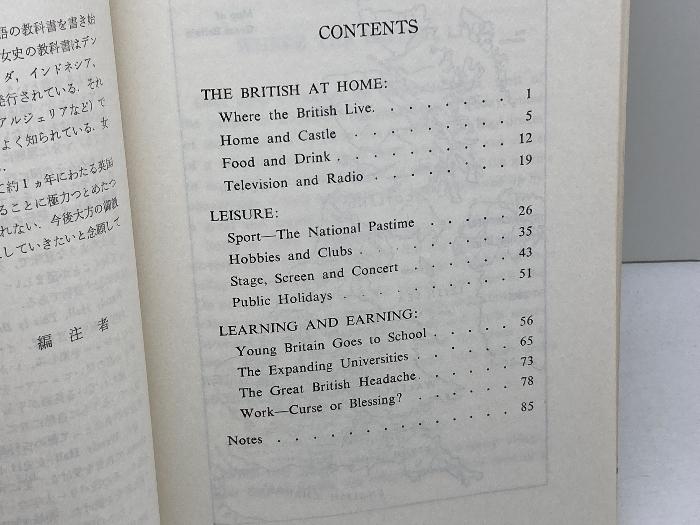 語の教科書を書き始
女史の教科書はデン
ダ，インドネシア，
発行されている．それ
アルジェリアなど）で
よく知られている．女
に約１ヵ年にわたる英国
ることに極力つとめたつ
れない．今後大方の御教
していきたいと念願して
編 注 者
CONTENTS
THE BRITISH AT HOME:
Where the British Live. . . . . . . . 1
Home and Castle . . . . . . . . 5
Food and Drink . . . . . . . . . 12
Television and Radio . . . . . . . 19
LEISURE:
Sport—The National Pastime . . . . . 26
Hobbies and Clubs . . . . . . . . 35
Stage, Screen and Concert . . . . . 43
Public Holidays . . . . . . . . 51
LEARNING AND EARNING:
Young Britain Goes to School . . . . . 56
The Expanding Universities . . . . . 65
The Great British Headache. . . . . . 73
Work—Curse or Blessing? . . . . . 78
Notes . . . . . . . . . . . 85